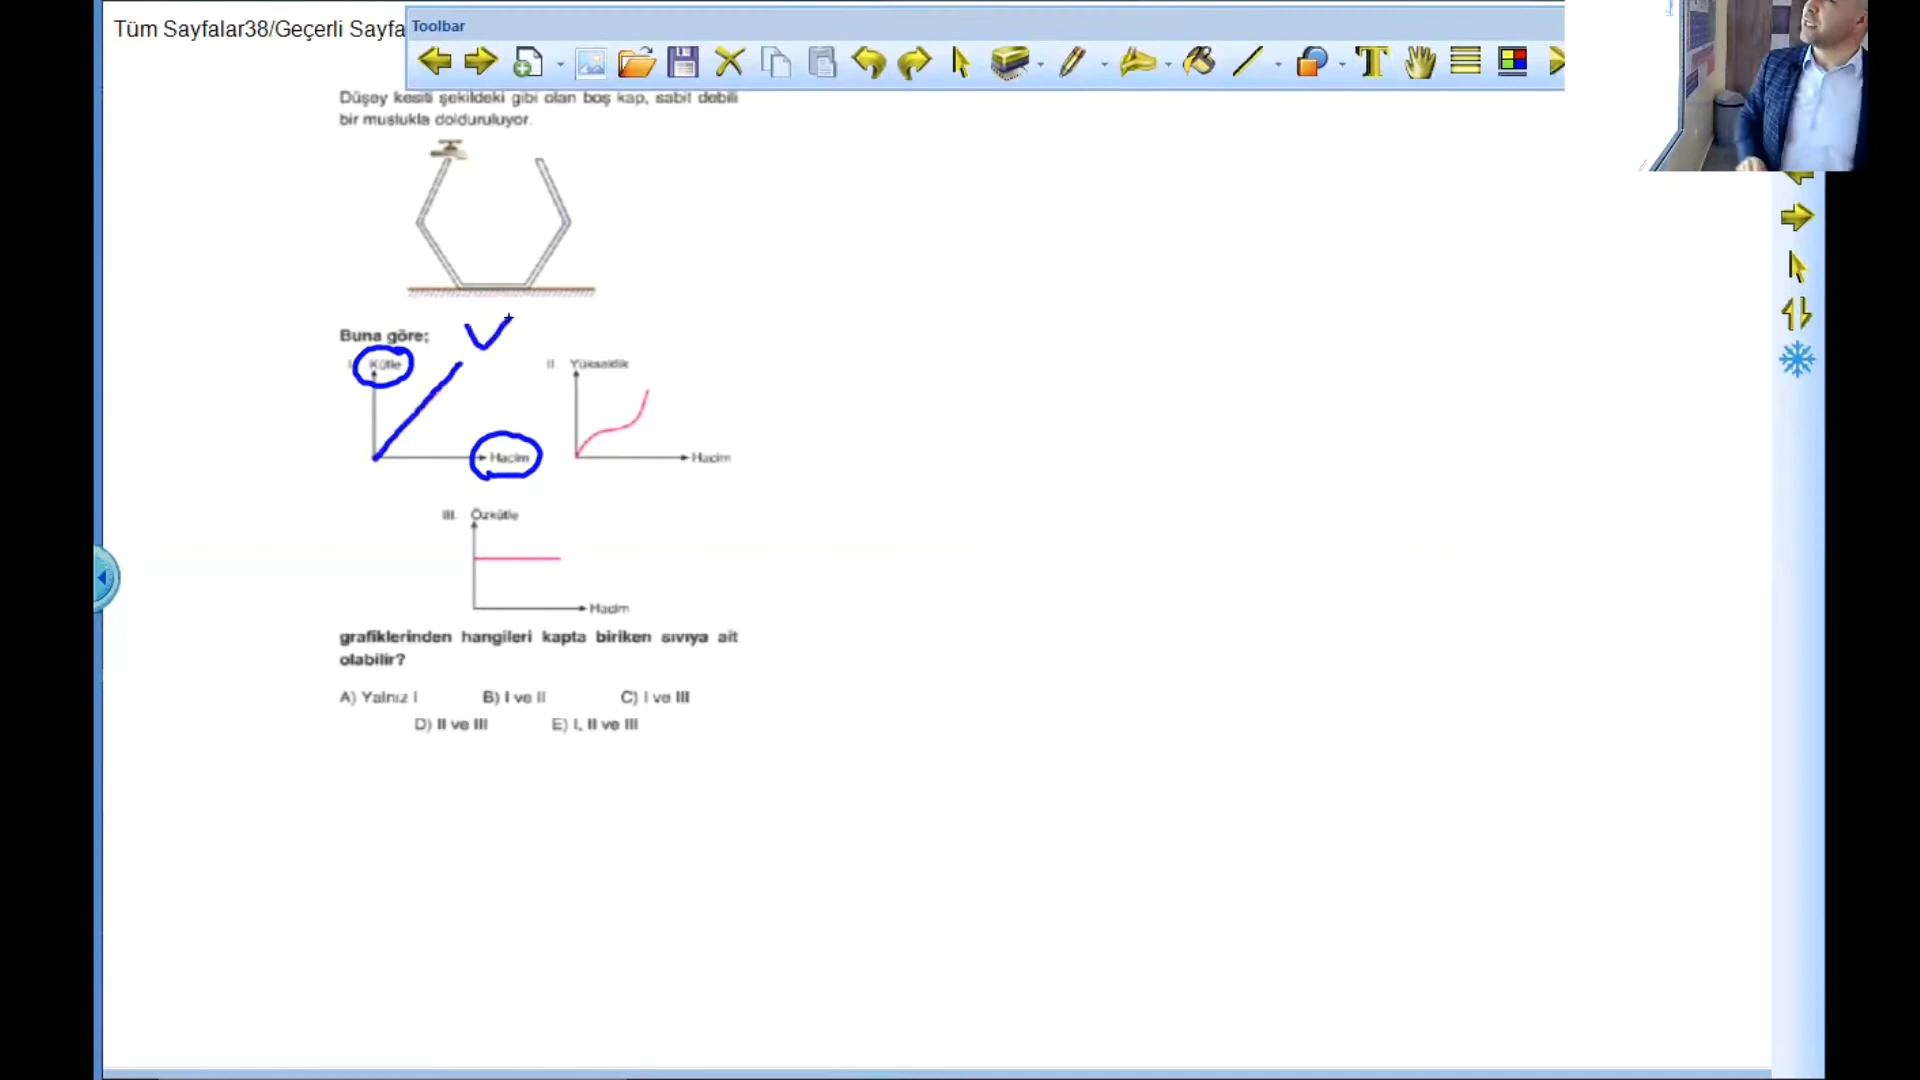 Tüm Sayfalar38/Geçerli Sayfa
Toolbar
Düşey kesiti şekildeki gibi olan boş kap, sabit debili
bir muslukla dolduruluyor.
Buna göre;
I. Kütle
Hacim
II. Yükseklik
Hacim
III. Özkütle
Hacim
grafiklerinden hangileri kapta biriken sıvıya ait
olabilir?
A) Yalnız I B) I ve II C) I ve III
D) II ve III E) I, II ve III